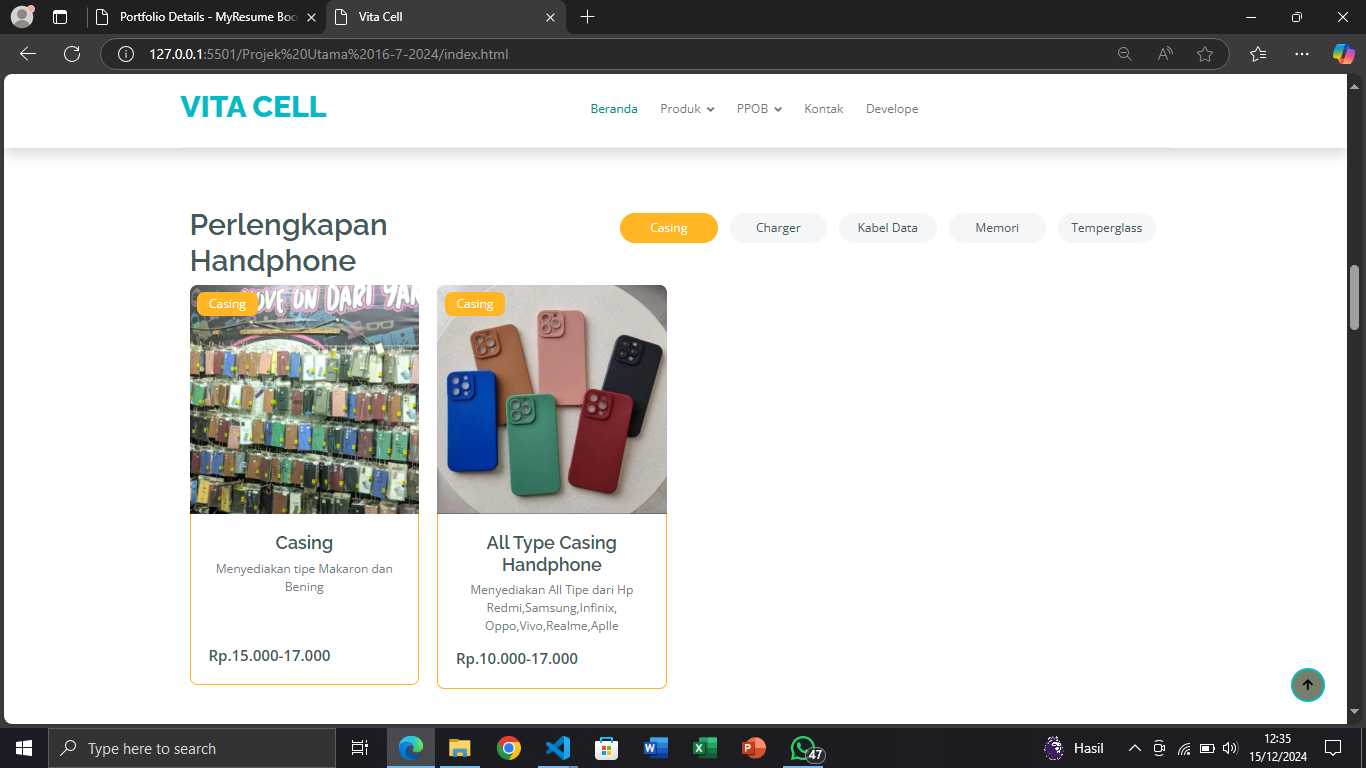 Portfolio Details - MyResume Boo
Vita Cell
127.0.0.1:5501/Projek%20Utama%2016-7-2024/index.html
VITA CELL
Beranda Produk PPOB Kontak Develope
Perlengkapan
Handphone
Casing Charger Kabel Data Memori Temperglass
Casing
OVE ON DARI YAN
Casing
Menyediakan tipe Makaron dan
Bening
Rp.15.000-17.000
Casing
All Type Casing
Handphone
Menyediakan All Tipe dari Hp
Redmi,Samsung,Infinix,
Oppo,Vivo,Realme,Aplle
Rp.10.000-17.000
Type here to search
47
Hasil
12:35
15/12/2024